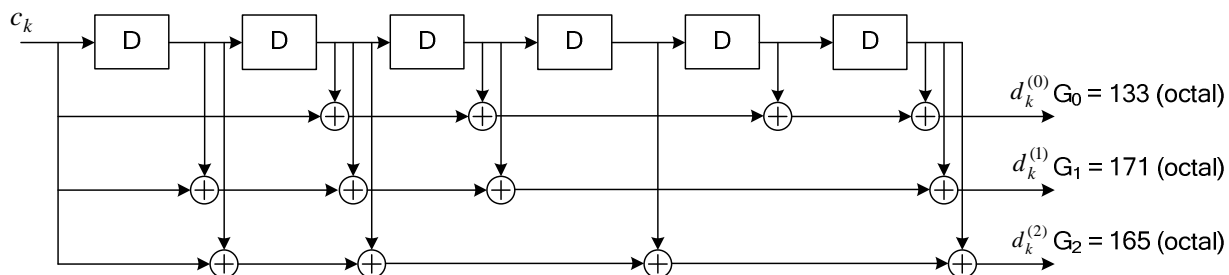 c_k
D D D D D D
d_k^{(0)} G₀ = 133 (octal)
d_k^{(1)} G₁ = 171 (octal)
d_k^{(2)} G₂ = 165 (octal)